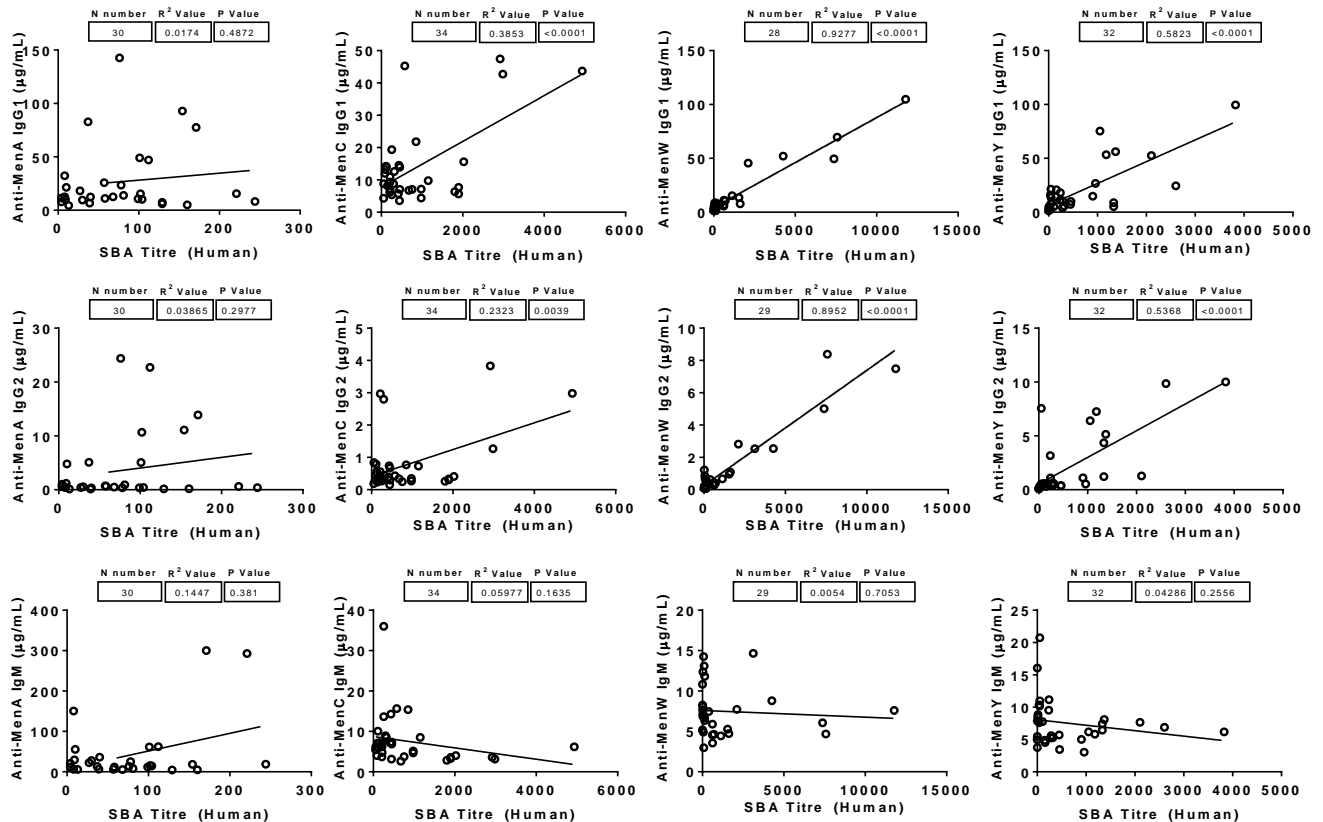 N number R² Value P Value
30 0.0174 0.4872
Anti-MenA IgG1 (µg/mL)
150
100
50
0
0 100 200 300
SBA Titre (Human)
N number R² Value P Value
34 0.3853 <0.0001
Anti-MenC IgG1 (µg/mL)
50
40
30
20
10
0
0 2000 4000 6000
SBA Titre (Human)
N number R² Value P Value
28 0.9277 <0.0001
Anti-MenW IgG1 (µg/mL)
150
100
50
0
0 5000 10000 15000
SBA Titre (Human)
N number R² Value P Value
32 0.5823 <0.0001
Anti-MenY IgG1 (µg/mL)
150
100
50
0
0 1000 2000 3000 4000 5000
SBA Titre (Human)
N number R² Value P Value
30 0.03865 0.2977
Anti-MenA IgG2 (µg/mL)
30
20
10
0
0 100 200 300
SBA Titre (Human)
N number R² Value P Value
34 0.2323 0.0039
Anti-MenC IgG2 (µg/mL)
5
4
3
2
1
0
0 2000 4000 6000
SBA Titre (Human)
N number R² Value P Value
29 0.8952 <0.0001
Anti-MenW IgG2 (µg/mL)
10
8
6
4
2
0
0 5000 10000 15000
SBA Titre (Human)
N number R² Value P Value
32 0.5368 <0.0001
Anti-MenY IgG2 (µg/mL)
15
10
5
0
0 1000 2000 3000 4000 5000
SBA Titre (Human)
N number R² Value P Value
30 0.1447 0.381
Anti-MenA IgM (µg/mL)
400
300
200
100
0
0 100 200 300
SBA Titre (Human)
N number R² Value P Value
34 0.05977 0.1635
Anti-MenC IgM (µg/mL)
40
30
20
10
0
0 2000 4000 6000
SBA Titre (Human)
N number R² Value P Value
29 0.0054 0.7053
Anti-MenW IgM (µg/mL)
20
15
10
5
0
0 5000 10000 15000
SBA Titre (Human)
N number R² Value P Value
32 0.04286 0.2556
Anti-MenY IgM (µg/mL)
25
20
15
10
5
0
0 1000 2000 3000 4000 5000
SBA Titre (Human)